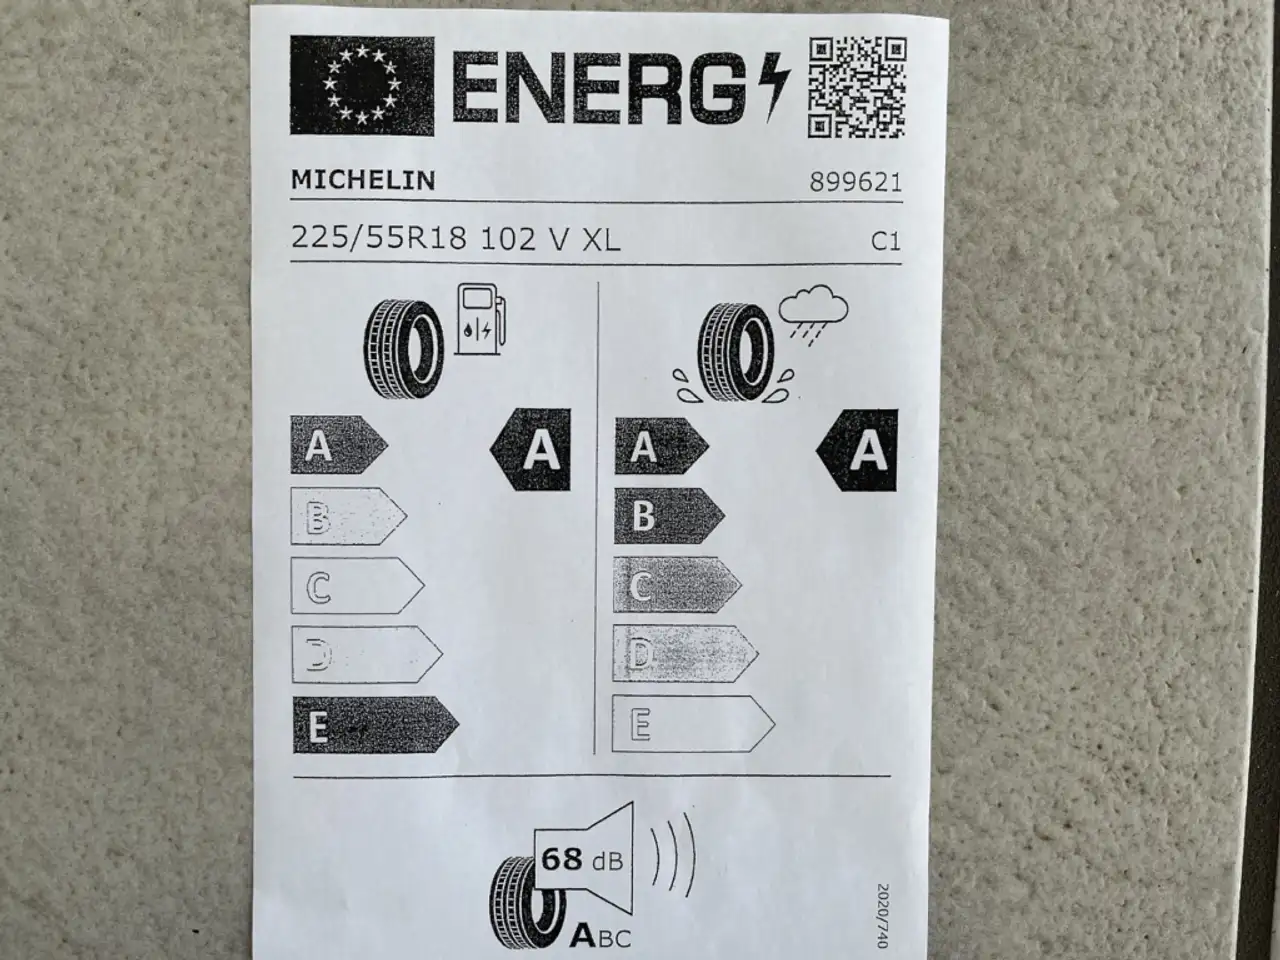 ENERG
MICHELIN 899621
225/55R18 102 V XL C1
A A A A
B B
C C
D D
E E
68 dB
ABC
2020/740